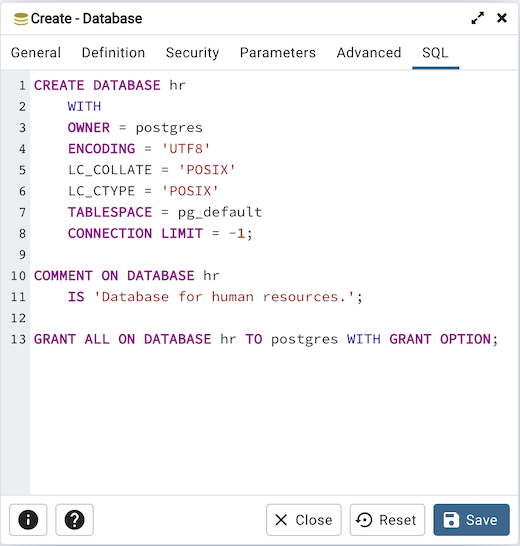 Create - Database
General Definition Security Parameters Advanced SQL
1 CREATE DATABASE hr
2 WITH
3 OWNER = postgres
4 ENCODING = 'UTF8'
5 LC_COLLATE = 'POSIX'
6 LC_CTYPE = 'POSIX'
7 TABLESPACE = pg_default
8 CONNECTION LIMIT = -1;
9
10 COMMENT ON DATABASE hr
11 IS 'Database for human resources.';
12
13 GRANT ALL ON DATABASE hr TO postgres WITH GRANT OPTION;
Close Reset Save